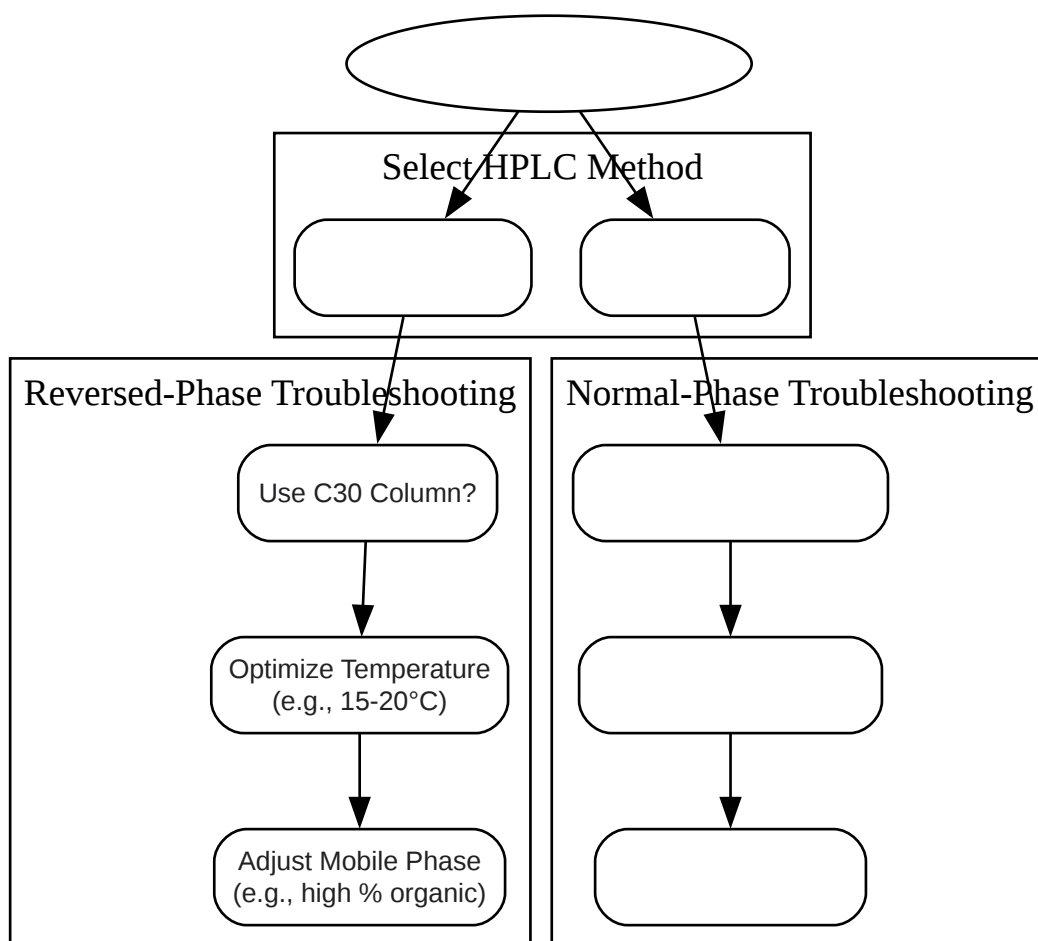 Select HPLC Method
Reversed-Phase Troubleshooting
Normal-Phase Troubleshooting
Use C30 Column?
Optimize Temperature
(e.g., 15-20°C)
Adjust Mobile Phase
(e.g., high % organic)